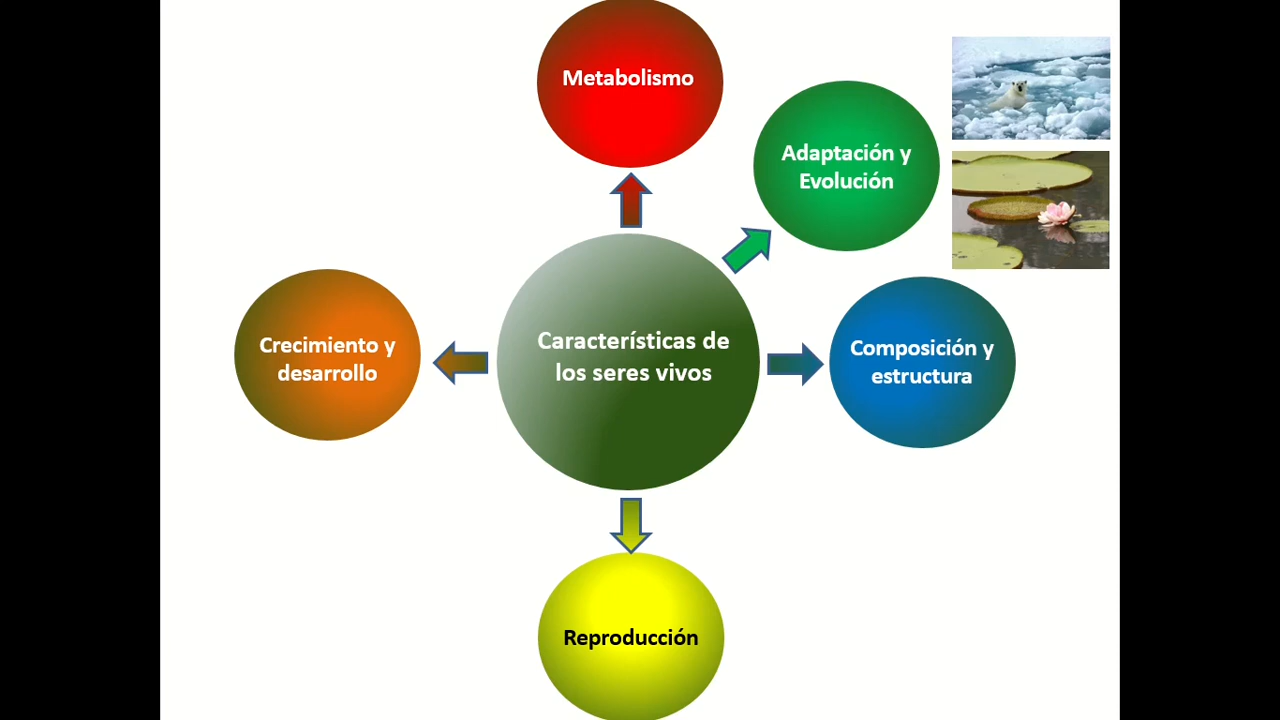 Metabolismo
Adaptación y
Evolución
Crecimiento y
desarrollo
Características de
los seres vivos
Composición y
estructura
Reproducción